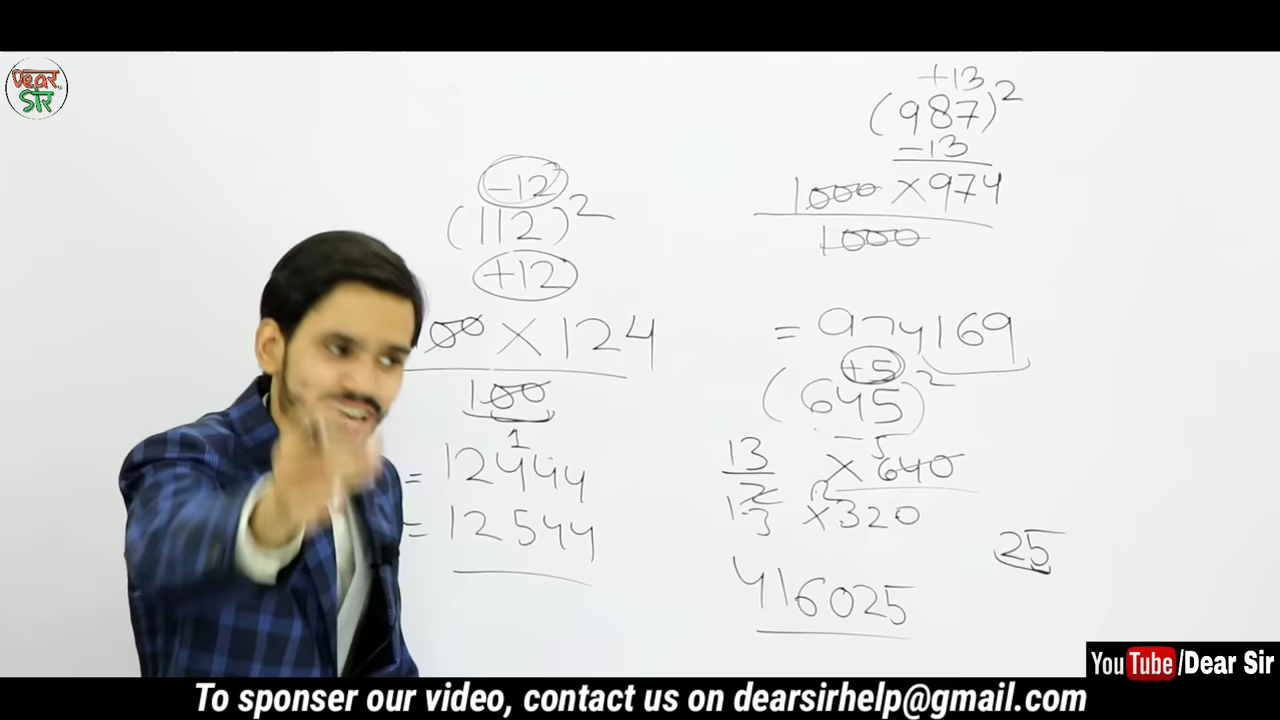 Dear
Sir
-12
(112)²
+12
00 × 124
100
1
= 12444
= 12544
+13
(987)²
-13
1000 × 974
1000
= 974169
+5
(645)²
-5
13
2
× 640
13 × 320
25
416025
YouTube/Dear Sir
To sponser our video, contact us on dearsirhelp@gmail.com